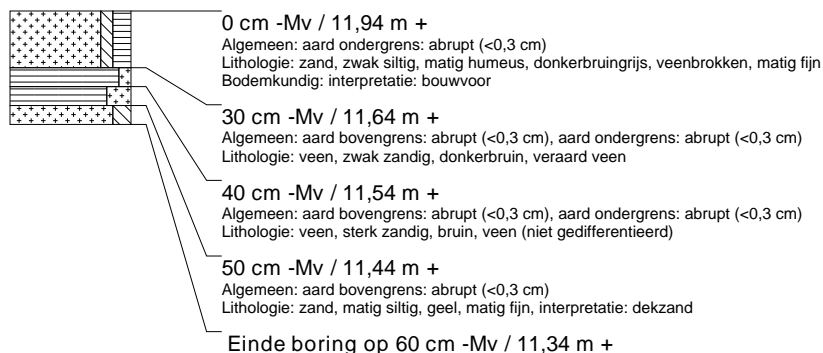 0 cm -Mv / 11,94 m +
Algemeen: aard ondergrens: abrupt (<0,3 cm)
Lithologie: zand, zwak siltig, matig humeus, donkerbruingrijs, veenbrokken, matig fijn
Bodemkundig: interpretatie: bouwvoor
30 cm -Mv / 11,64 m +
Algemeen: aard bovengrens: abrupt (<0,3 cm), aard ondergrens: abrupt (<0,3 cm)
Lithologie: veen, zwak zandig, donkerbruin, veraard veen
40 cm -Mv / 11,54 m +
Algemeen: aard bovengrens: abrupt (<0,3 cm), aard ondergrens: abrupt (<0,3 cm)
Lithologie: veen, sterk zandig, bruin, veen (niet gedifferentieerd)
50 cm -Mv / 11,44 m +
Algemeen: aard bovengrens: abrupt (<0,3 cm)
Lithologie: zand, matig siltig, geel, matig fijn, interpretatie: dekzand
Einde boring op 60 cm -Mv / 11,34 m +